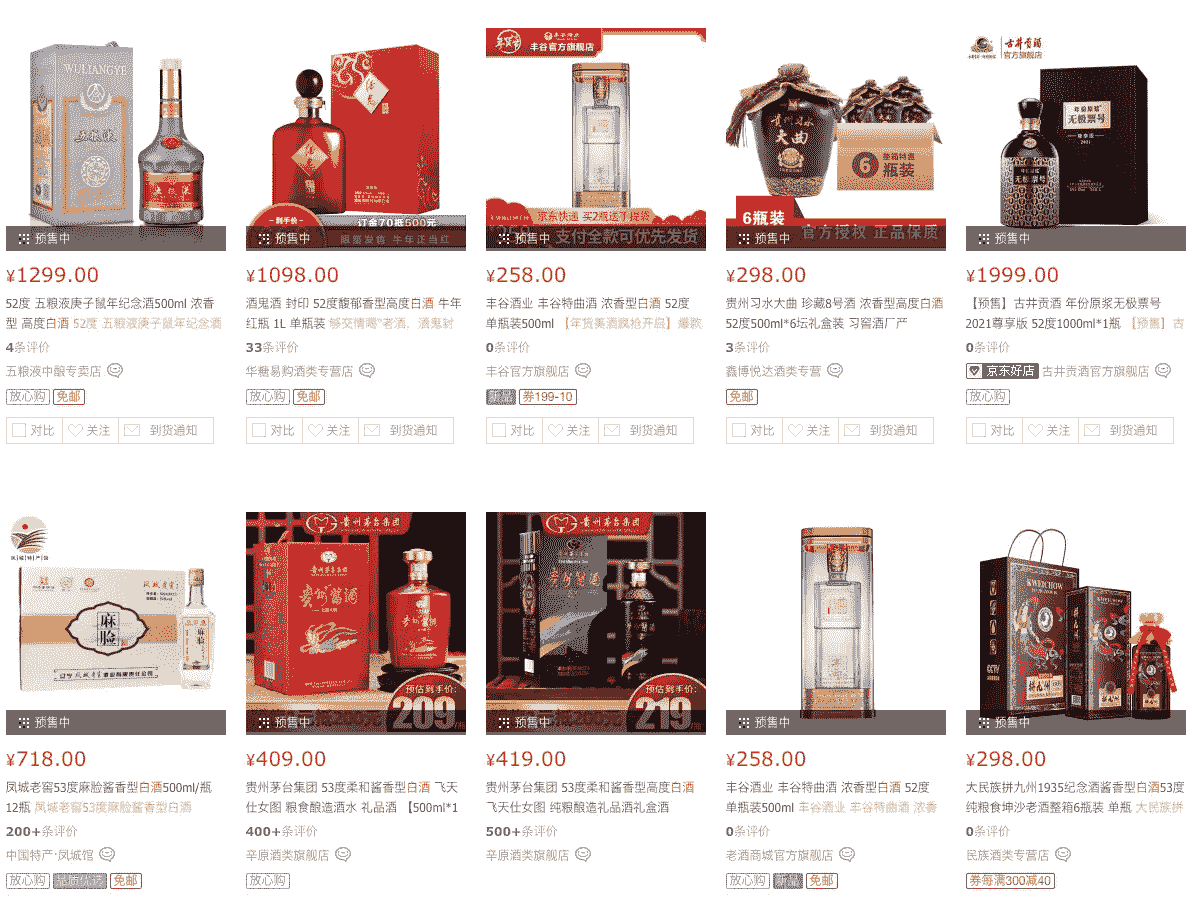 WULIANGYE
五粮液
预售中
¥1299.00
52度 五粮液庚子鼠年纪念酒500ml 浓香
型 高度白酒 52度 五粮液庚子鼠年纪念酒
4条评价
五粮液中酿专卖店
放心购 免邮
对比 关注 到货通知
到手价
订金70抵600元
预售中
¥1098.00
酒鬼酒 封印 52度馥郁香型高度白酒 牛年
红瓶 1L 单瓶装 够交情喝"老酒，酒鬼封
33条评价
华糖易购酒类专营店
放心购 免邮
对比 关注 到货通知
年货节
丰谷官方旗舰店
京东快递 买2瓶送手提袋
支付全款可优先发货
预售中
¥258.00
丰谷酒业 丰谷特曲酒 浓香型白酒 52度
单瓶装500ml 【年货美酒疯抢开启】爆款
0条评价
丰谷官方旗舰店
新品 券199-10
对比 关注 到货通知
贵州习水
大曲
整箱特惠
6瓶装
6瓶装
官方授权 正品保质
预售中
¥298.00
贵州习水大曲 珍藏8号酒 浓香型高度白酒
52度500ml*6坛礼盒装 习窖酒厂产
3条评价
鑫博悦达酒类专营
免邮
对比 关注 到货通知
古井贡酒
官方旗舰店
年份原浆
无极票号
预售中
¥1999.00
【预售】古井贡酒 年份原浆无极票号
2021尊享版 52度1000ml*1瓶 【预售】古
0条评价
京东好店 古井贡酒官方旗舰店
放心购
对比 关注 到货通知
麻脸
预售中
¥718.00
凤城老窖53度麻脸酱香型白酒500ml/瓶
12瓶 凤城老窖53度麻脸酱香型白酒
200+条评价
中国特产·凤城馆
放心购 品质优选 免邮
贵州茅台集团
贵州酱酒
预估到手价:
209
预售中
¥409.00
贵州茅台集团 53度柔和酱香型白酒 飞天
仕女图 粮食酿造酒水 礼品酒 【500ml*1
400+条评价
辛原酒类旗舰店
放心购
贵州茅台集团
贵州酱酒
预估到手价:
219
预售中
¥419.00
贵州茅台集团 53度柔和酱香型高度白酒
飞天仕女图 纯粮酿造礼品酒礼盒酒
500+条评价
辛原酒类旗舰店
预售中
¥258.00
丰谷酒业 丰谷特曲酒 浓香型白酒 52度
单瓶装500ml 丰谷酒业 丰谷特曲酒 浓香
0条评价
老酒商城官方旗舰店
放心购 新品 免邮
KWEICHOW
拼九州
CCTV
预售中
¥298.00
大民族拼九州1935纪念酒酱香型白酒53度
纯粮食坤沙老酒整箱6瓶装 单瓶 大民族拼
0条评价
民族酒类专营店
券每满300减40